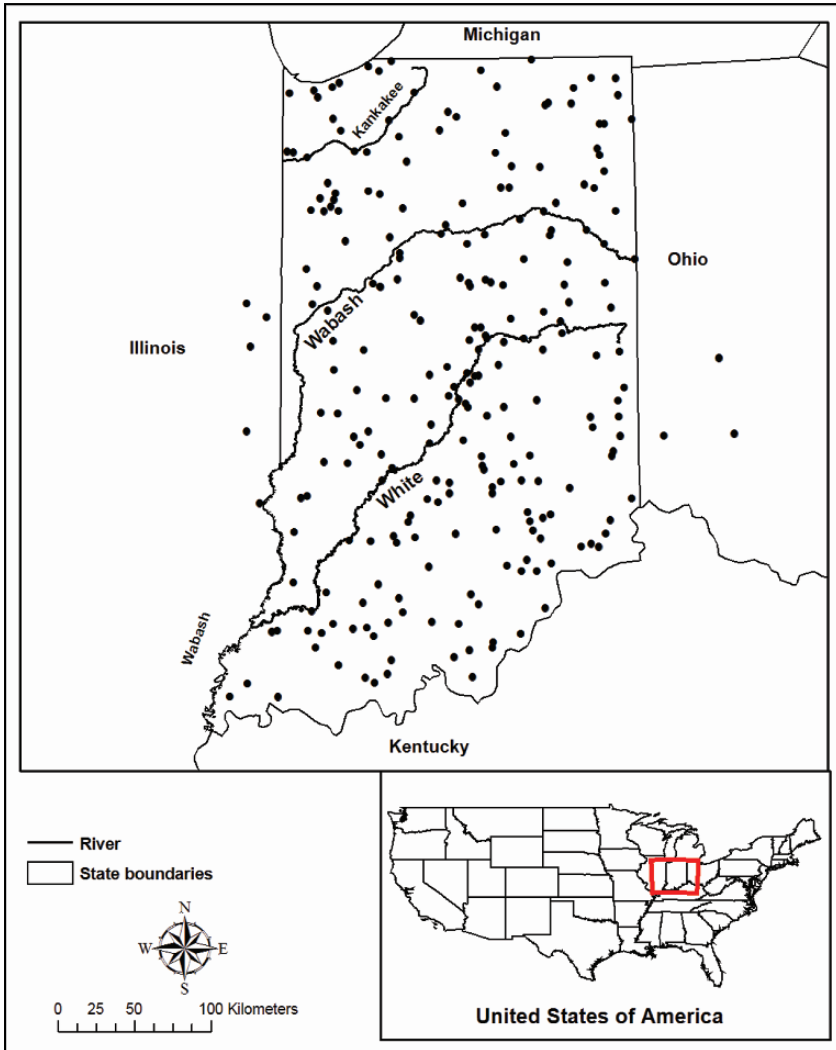 Michigan
Kankakee
Ohio
Wabash
Illinois
White
Wabash
Kentucky
River
State boundaries
N
W E
S
0 25 50 100 Kilometers
United States of America